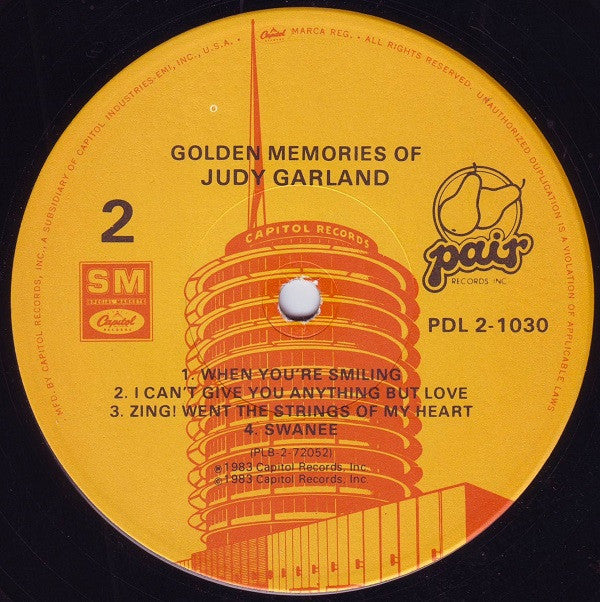 MFD. BY CAPITOL RECORDS, INC., A SUBSIDIARY OF CAPITOL INDUSTRIES-EMI, INC., U.S.A. • Capitol RECORDS MARCA REG. • ALL RIGHTS RESERVED. UNAUTHORIZED DUPLICATION IS A VIOLATION OF APPLICABLE LAWS
GOLDEN MEMORIES OF
JUDY GARLAND
2
CAPITOL RECORDS
pair
RECORDS INC.
SM
SPECIAL MARKETS
Capitol
RECORDS
PDL 2-1030
1. WHEN YOU'RE SMILING
2. I CAN'T GIVE YOU ANYTHING BUT LOVE
3. ZING! WENT THE STRINGS OF MY HEART
4. SWANEE
(PLB-2-72052)
℗1983 Capitol Records, Inc.
©1983 Capitol Records, Inc.